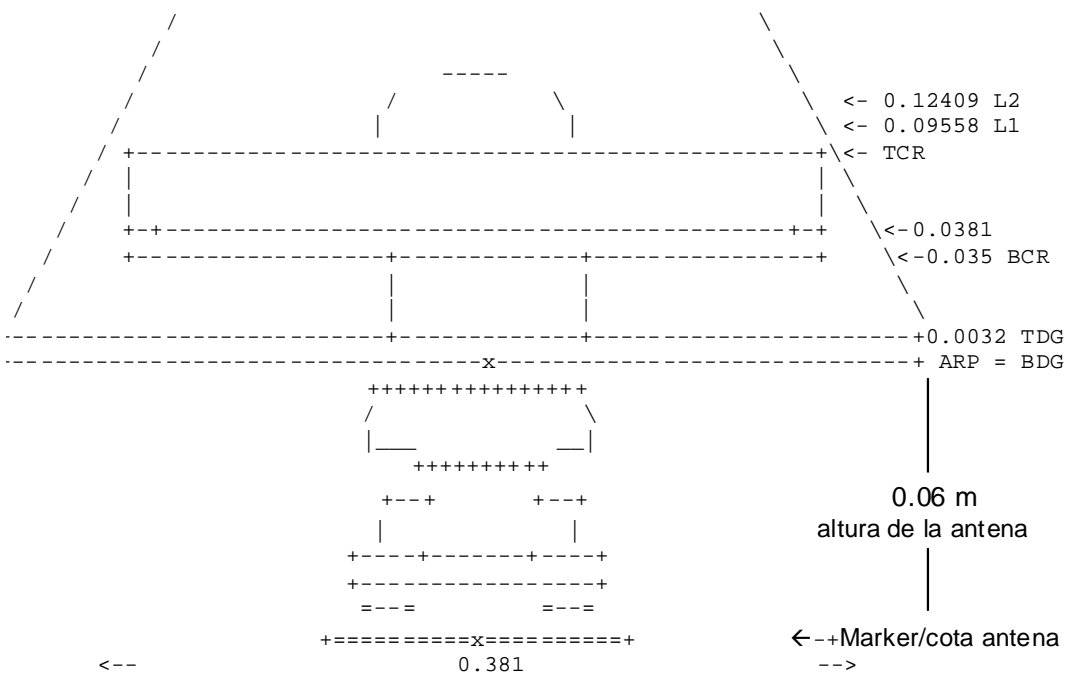 <- 0.12409 L2
<- 0.09558 L1
<- TCR
<-0.0381
<-0.035 BCR
0.0032 TDG
x
ARP = BDG
0.06 m
altura de la antena
x
←-+Marker/cota antena
<-- 0.381 -->